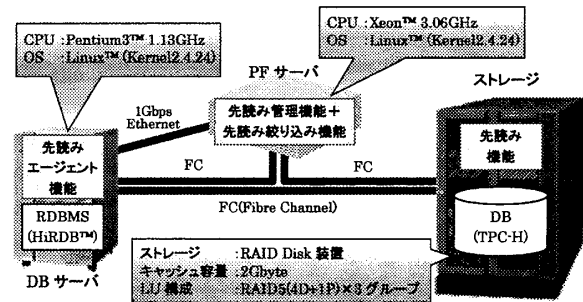 CPU :Pentium3™ 1.13GHz
OS :Linux™ (Kernel2.4.24)
CPU :Xeon™ 3.06GHz
OS :Linux™ (Kernel2.4.24)
PF サーバ
ストレージ
1Gbps
Ethernet
先読み管理機能＋
先読み絞り込み機能
先読み
エージェント
機能
先読み
機能
FC
FC
FC(Fibre Channel)
RDBMS
(HiRDB™)
DB
(TPC-H)
DB サーバ
ストレージ :RAID Disk 装置
キャッシュ容量 :2Gbyte
LU 構成 :RAID5(4D+1P)×3 グループ